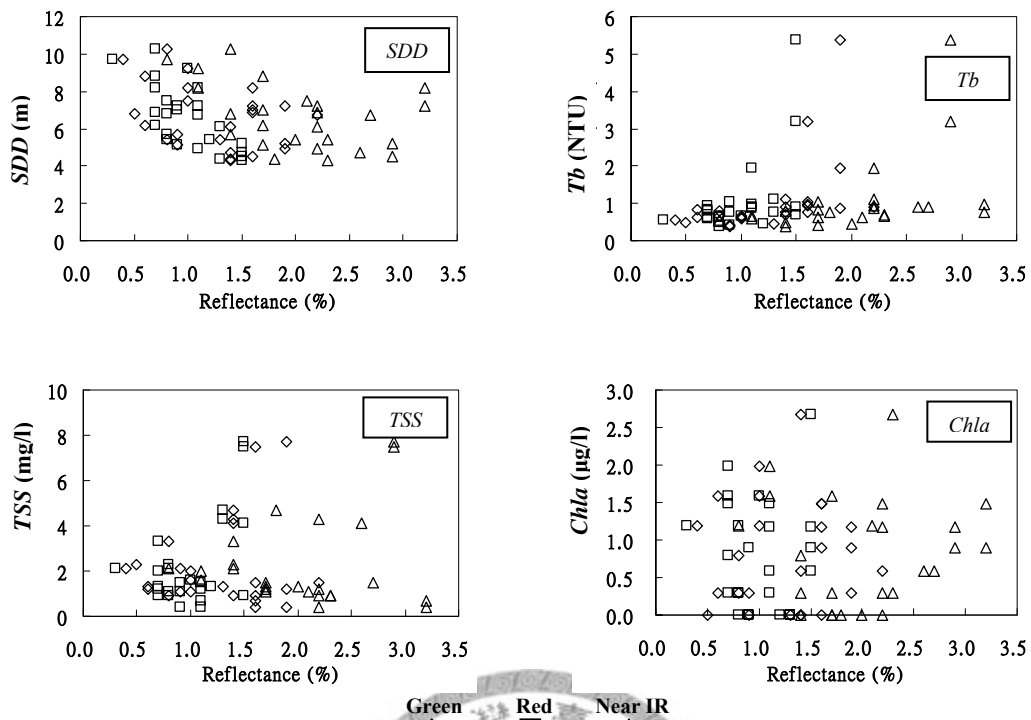 12
10
8
6
4
2
0
SDD (m)
SDD
0.0 0.5 1.0 1.5 2.0 2.5 3.0 3.5
Reflectance (%)
6
5
4
3
2
1
0
Tb (NTU)
Tb
0.0 0.5 1.0 1.5 2.0 2.5 3.0 3.5
Reflectance (%)
10
8
6
4
2
0
TSS (mg/l)
TSS
0.0 0.5 1.0 1.5 2.0 2.5 3.0 3.5
Reflectance (%)
3.0
2.5
2.0
1.5
1.0
0.5
0.0
Chla (μg/l)
Chla
0.0 0.5 1.0 1.5 2.0 2.5 3.0 3.5
Reflectance (%)
Green Red Near IR